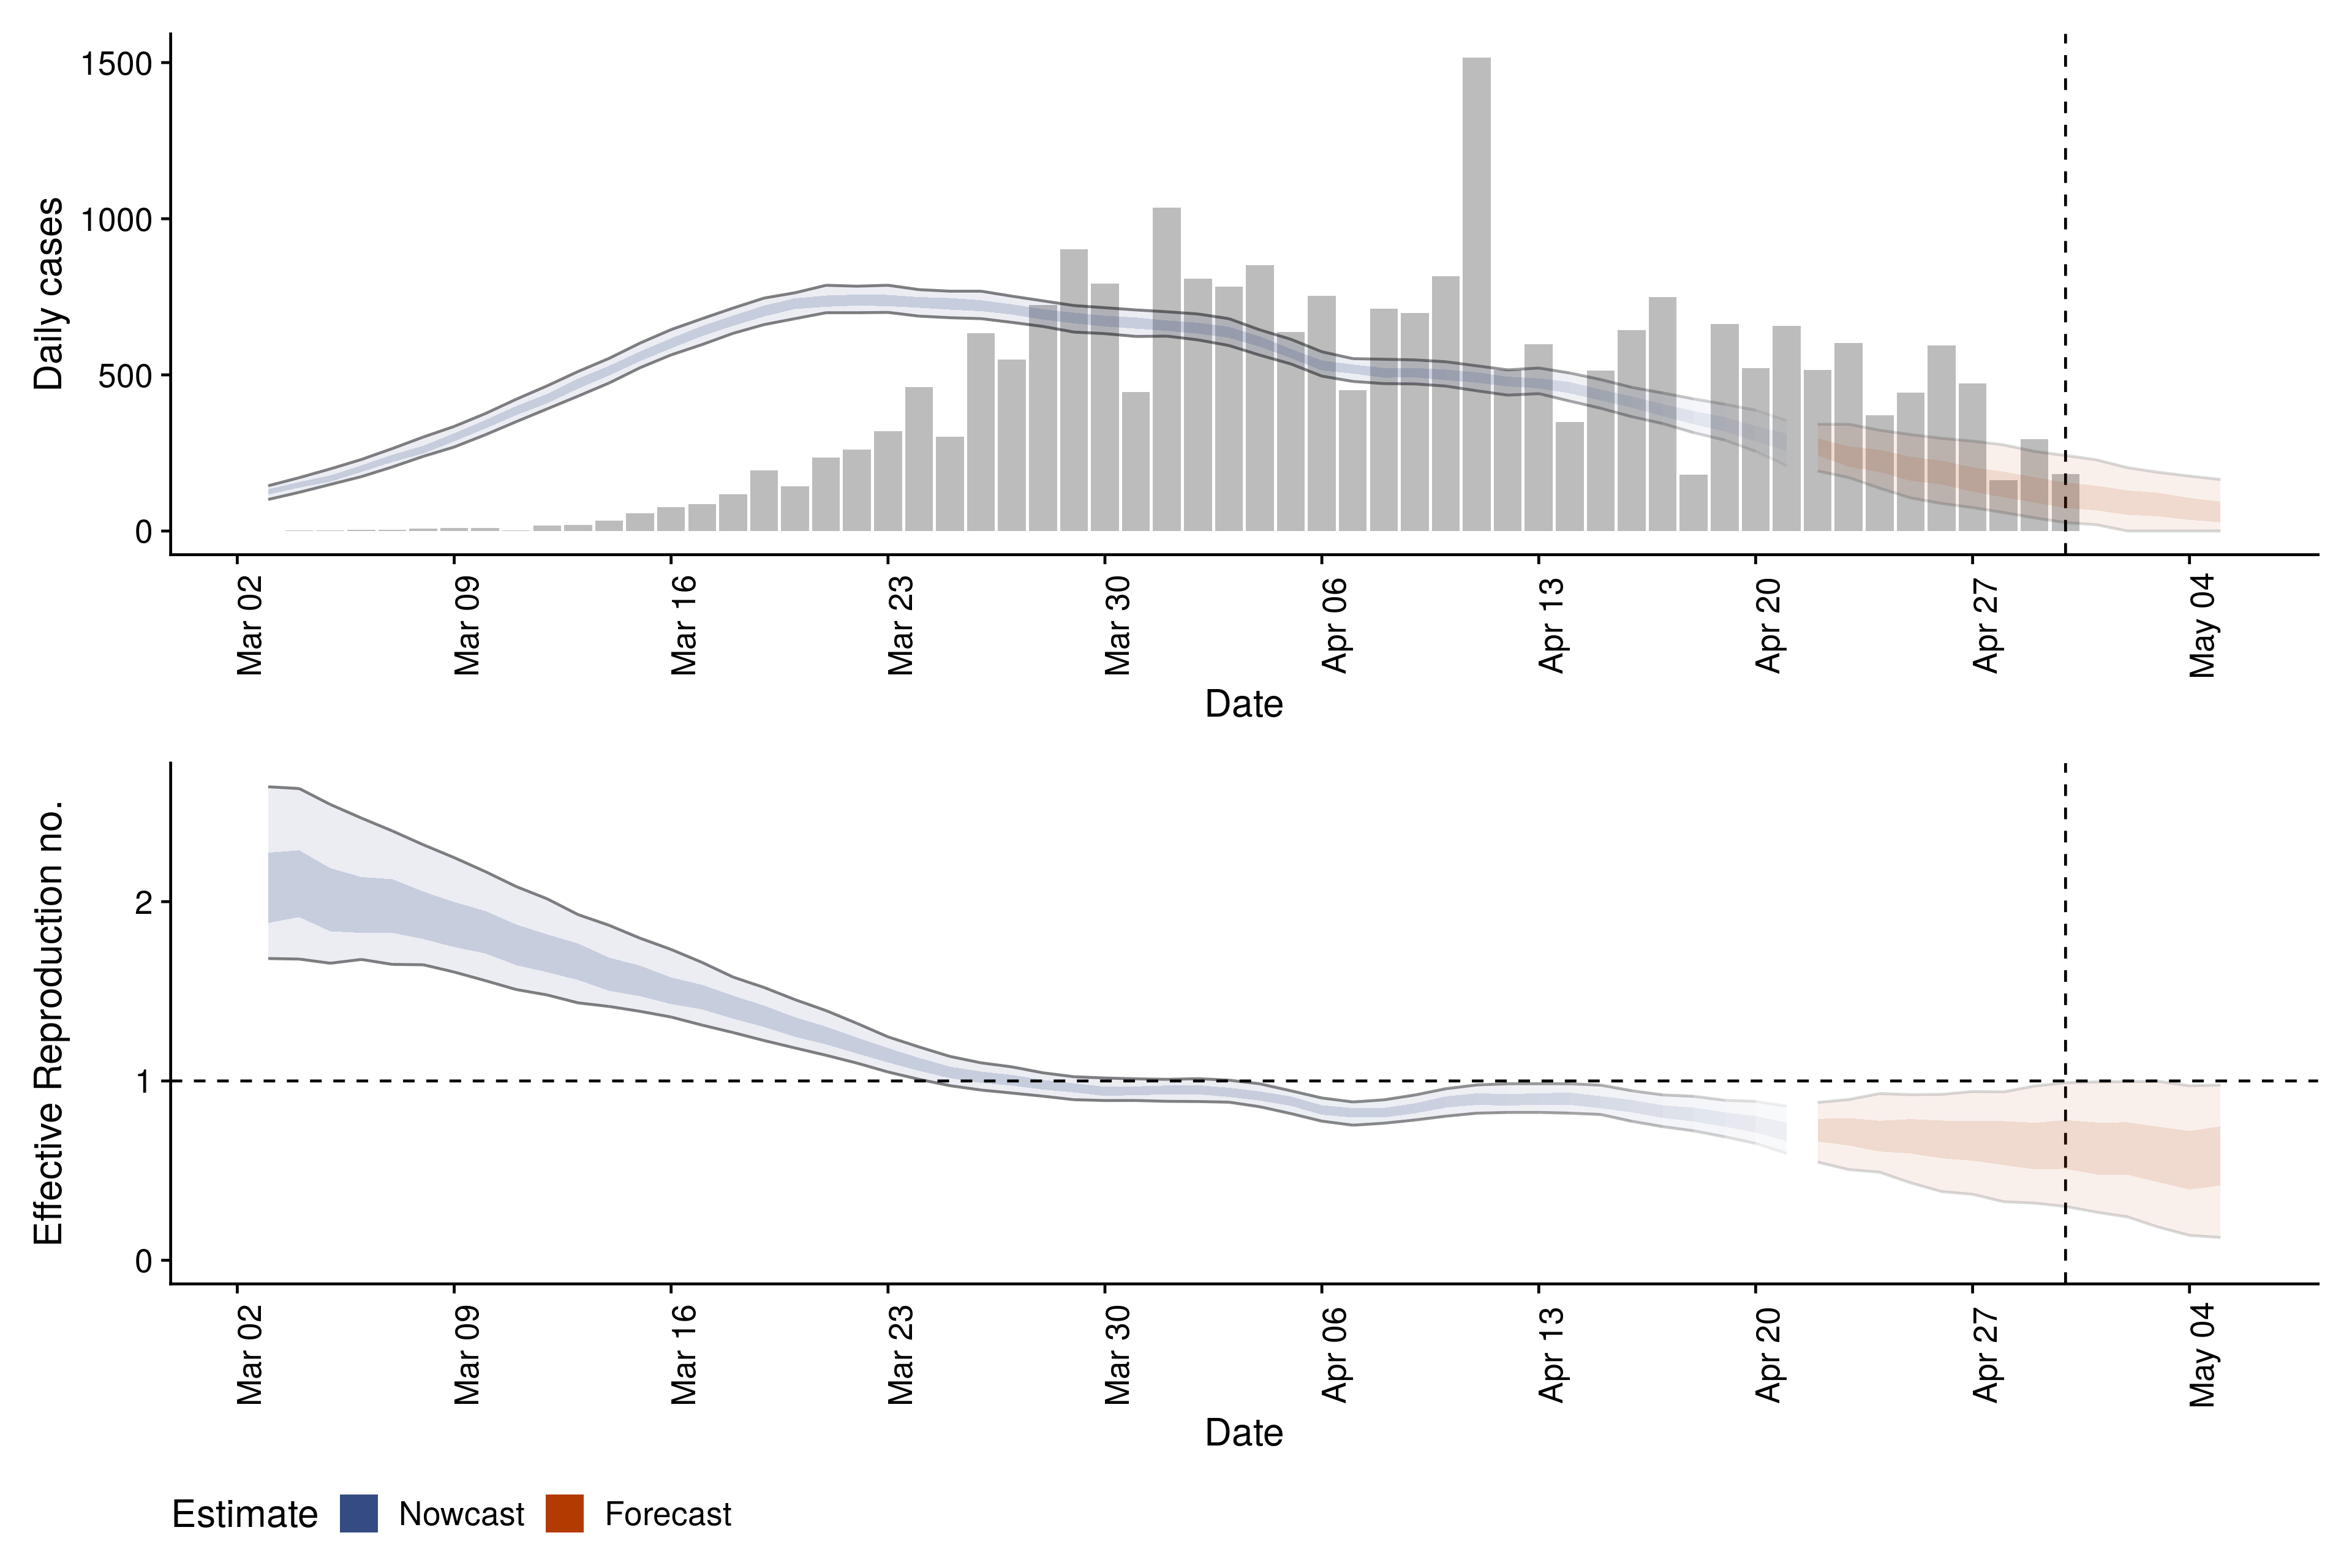 Daily cases
1500
1000
500
0
Mar 02
Mar 09
Mar 16
Mar 23
Mar 30
Apr 06
Apr 13
Apr 20
Apr 27
May 04
Date
Effective Reproduction no.
2
1
0
Mar 02
Mar 09
Mar 16
Mar 23
Mar 30
Apr 06
Apr 13
Apr 20
Apr 27
May 04
Date
Estimate Nowcast Forecast